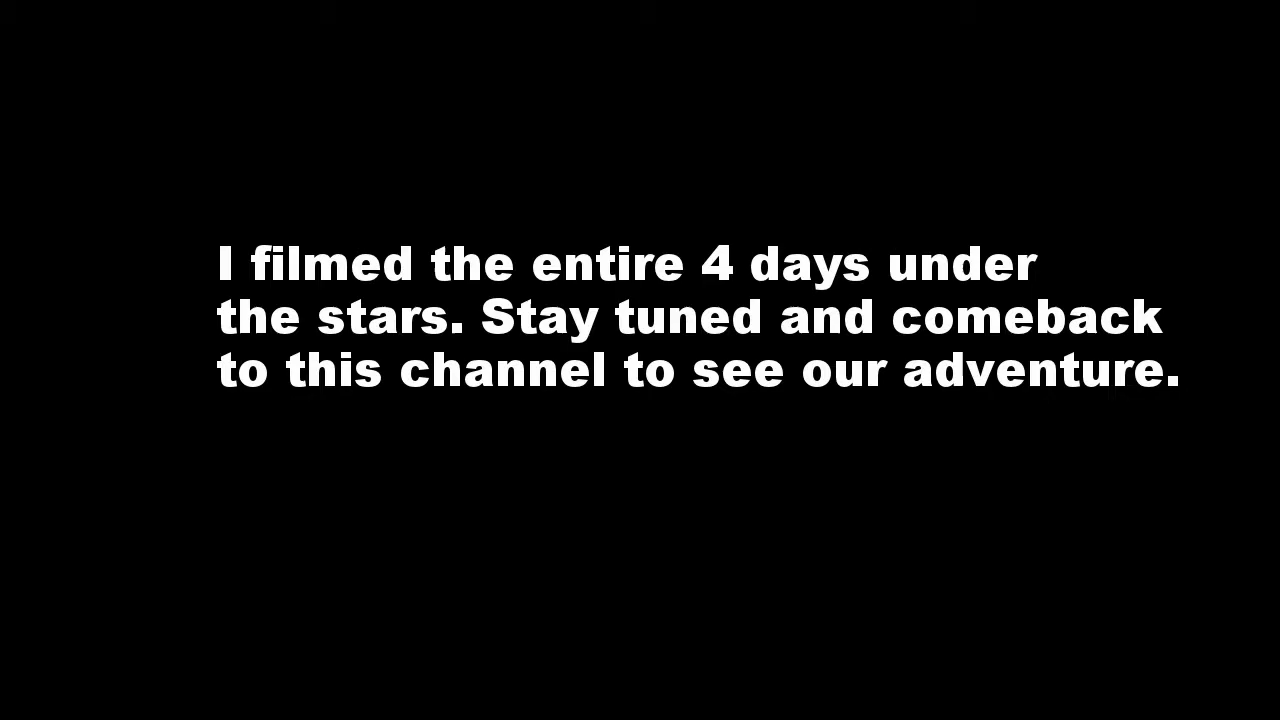 I filmed the entire 4 days under
the stars. Stay tuned and comeback
to this channel to see our adventure.